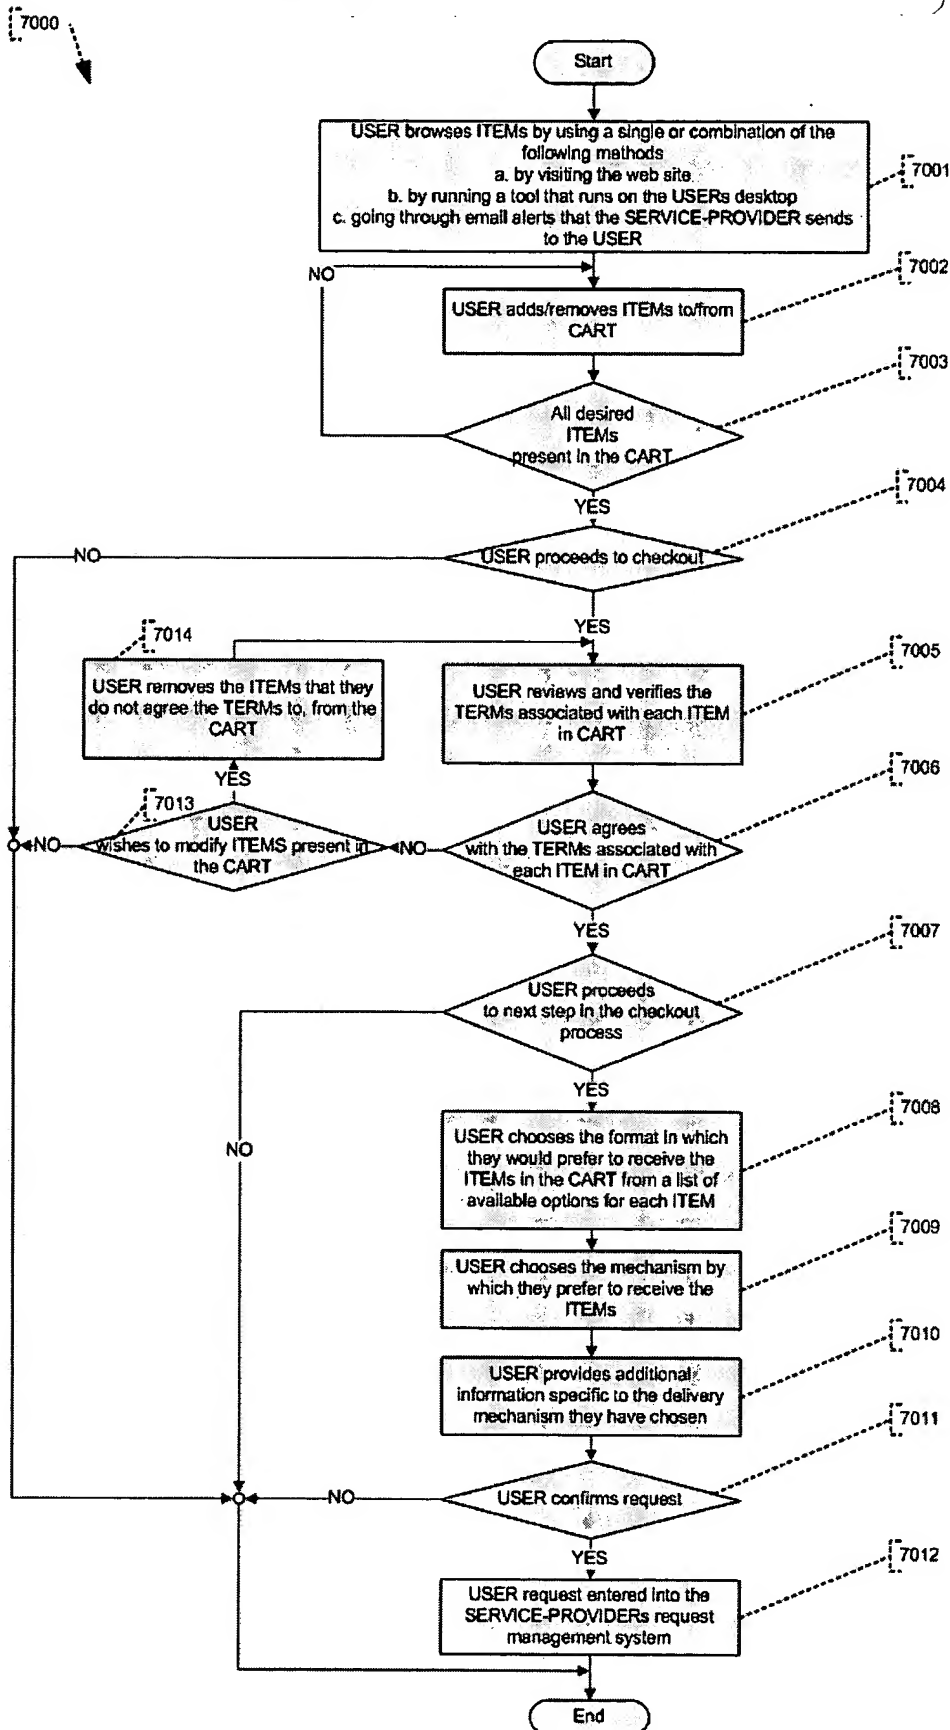 7000
Start
USER browses ITEMs by using a single or combination of the
following methods
a. by visiting the web site.
b. by running a tool that runs on the USERs desktop
c. going through email alerts that the SERVICE-PROVIDER sends
to the USER
7001
NO
7002
USER adds/removes ITEMs to/from
CART
7003
All desired
ITEMs
present in the CART
7004
YES
NO
USER proceeds to checkout
YES
7014
7005
USER removes the ITEMs that they
do not agree the TERMs to, from the
CART
USER reviews and verifies the
TERMs associated with each ITEM
in CART
7006
YES
7013
USER
wishes to modify ITEMS present in
the CART
NO
NO
USER agrees
with the TERMs associated with
each ITEM in CART
YES
7007
USER proceeds
to next step in the checkout
process
YES
NO
7008
USER chooses the format in which
they would prefer to receive the
ITEMs in the CART from a list of
available options for each ITEM
7009
USER chooses the mechanism by
which they prefer to receive the
ITEMs
7010
USER provides additional
information specific to the delivery
mechanism they have chosen
7011
NO
USER confirms request
YES
7012
USER request entered into the
SERVICE-PROVIDERs request
management system
End